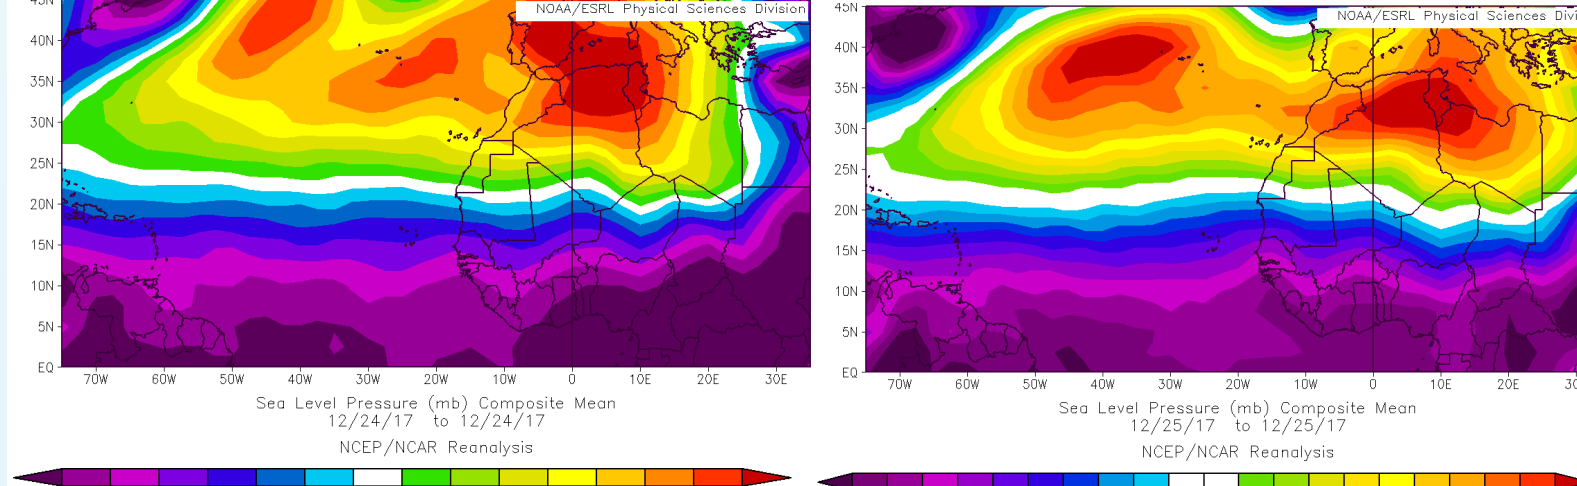 45N
NOAA/ESRL Physical Sciences Division
40N
35N
30N
25N
20N
15N
10N
5N
EQ
70W 60W 50W 40W 30W 20W 10W 0 10E 20E 30E
Sea Level Pressure (mb) Composite Mean
12/24/17 to 12/24/17
NCEP/NCAR Reanalysis
45N
NOAA/ESRL Physical Sciences Divi
40N
35N
30N
25N
20N
15N
10N
5N
EQ
70W 60W 50W 40W 30W 20W 10W 0 10E 20E 30
Sea Level Pressure (mb) Composite Mean
12/25/17 to 12/25/17
NCEP/NCAR Reanalysis